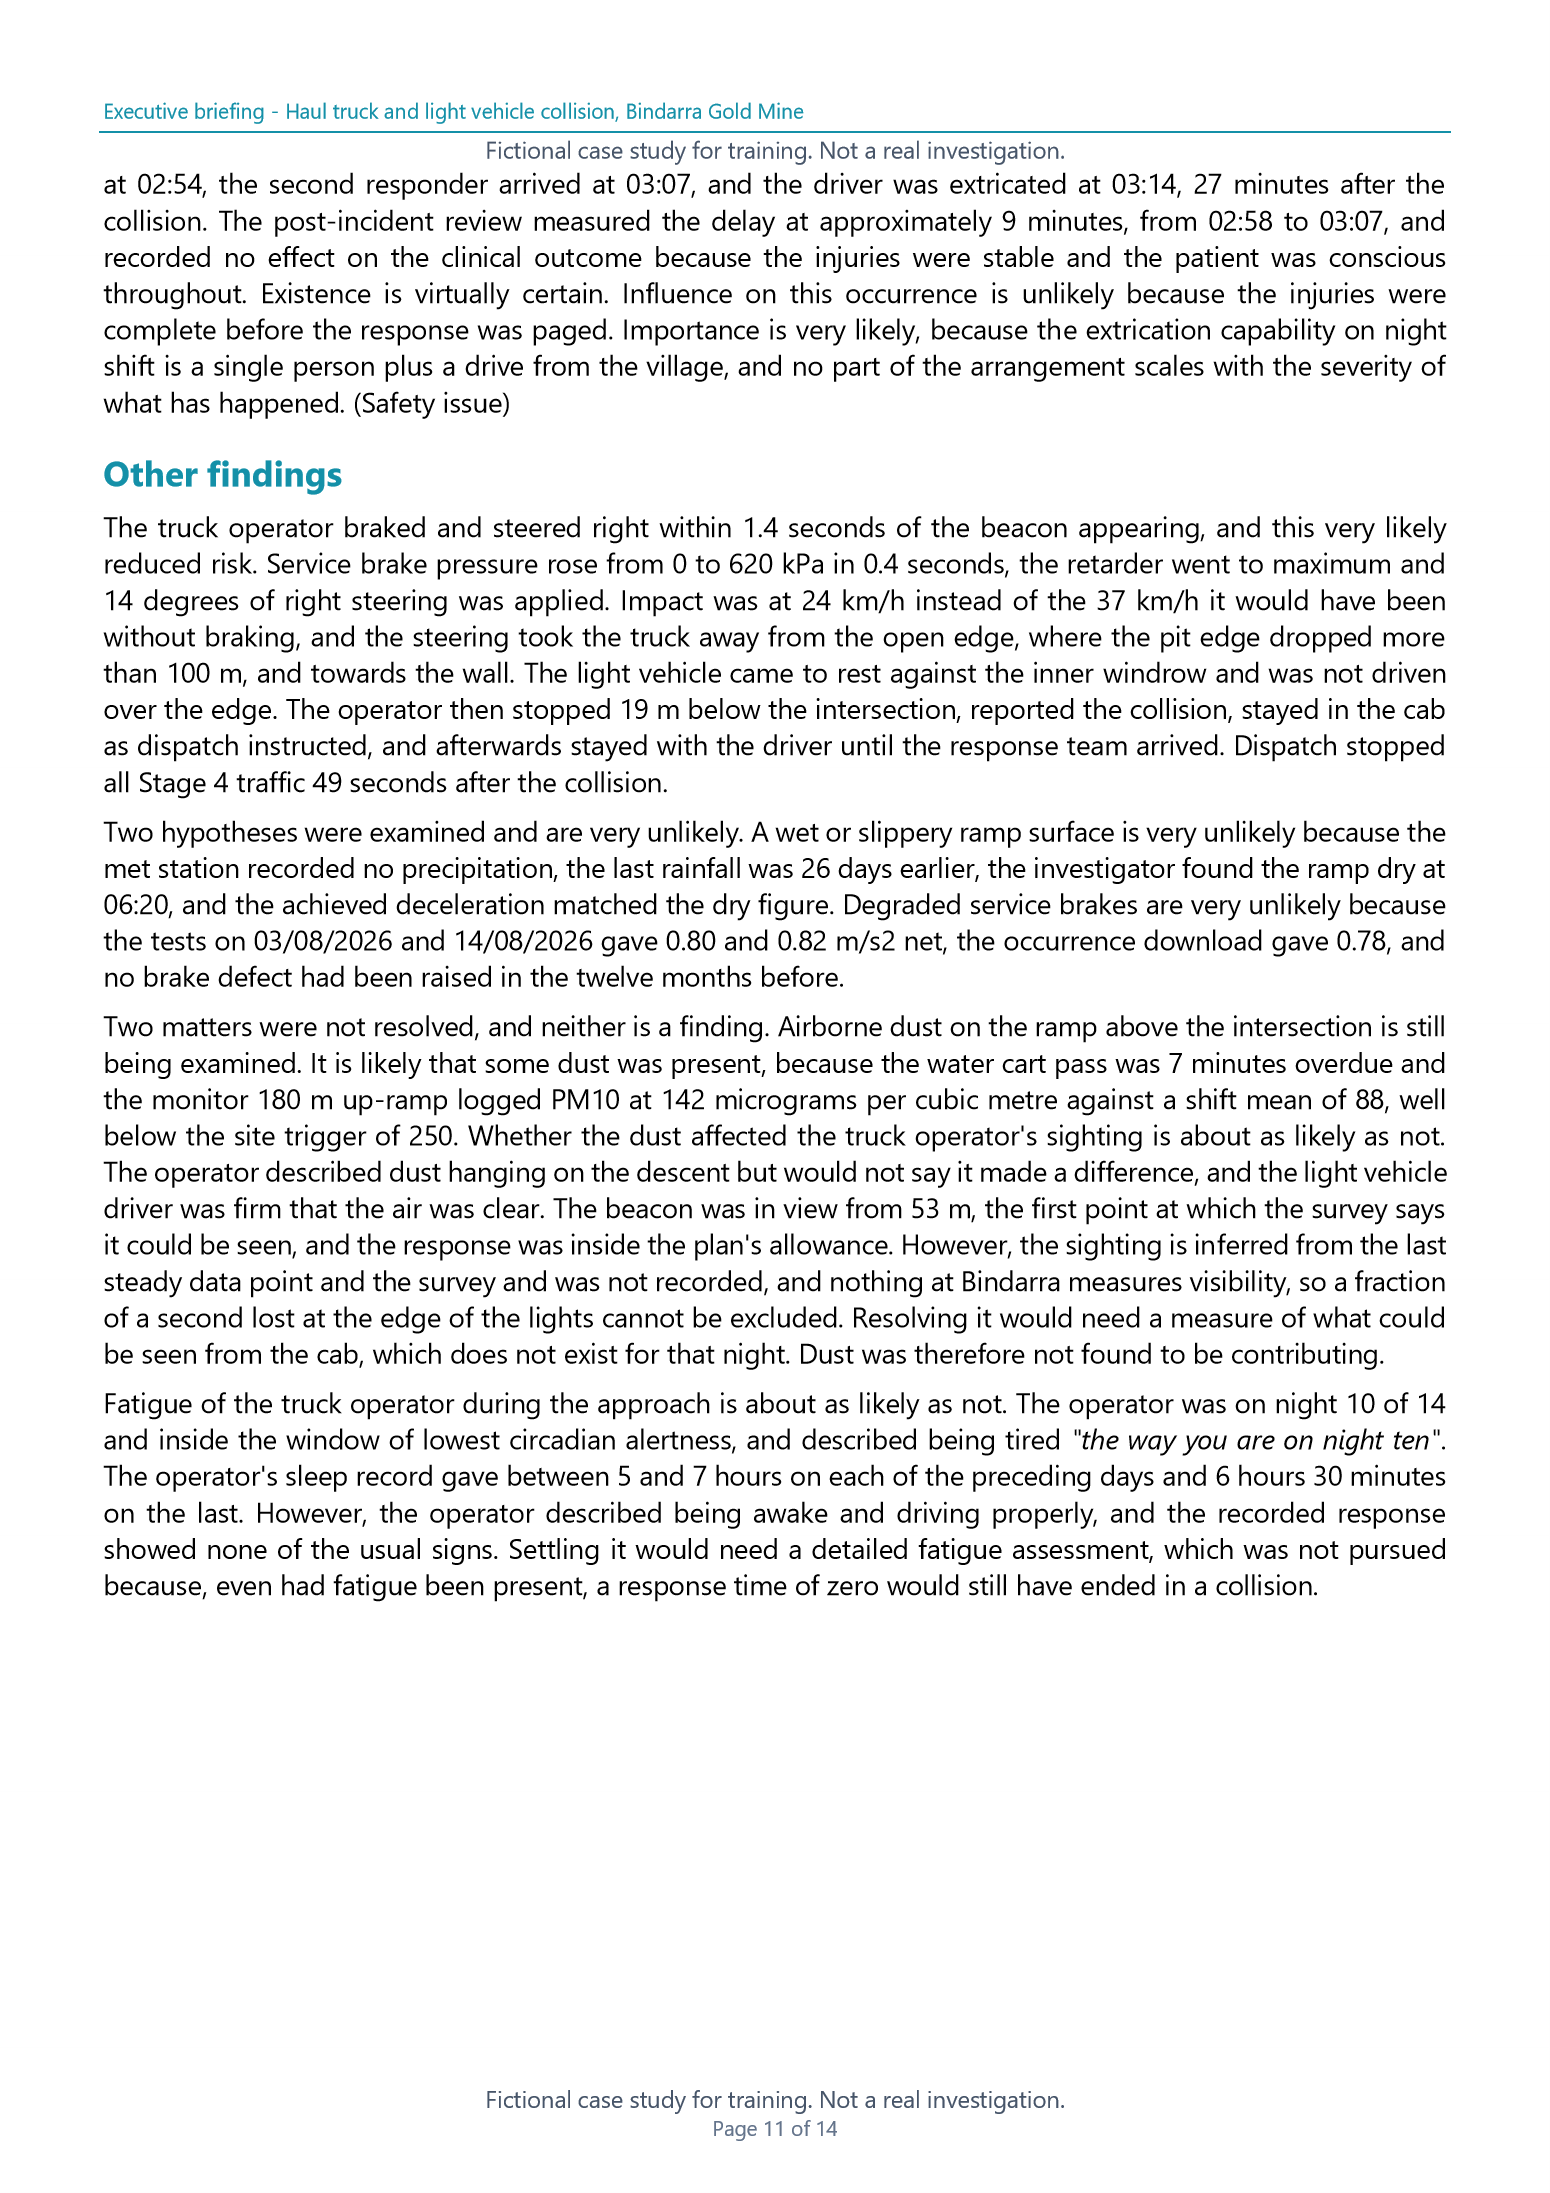 Executive briefing - Haul truck and light vehicle collision, Bindarra Gold Mine
Fictional case study for training. Not a real investigation.
at 02:54, the second responder arrived at 03:07, and the driver was extricated at 03:14, 27 minutes after the
collision. The post-incident review measured the delay at approximately 9 minutes, from 02:58 to 03:07, and
recorded no effect on the clinical outcome because the injuries were stable and the patient was conscious
throughout. Existence is virtually certain. Influence on this occurrence is unlikely because the injuries were
complete before the response was paged. Importance is very likely, because the extrication capability on night
shift is a single person plus a drive from the village, and no part of the arrangement scales with the severity of
what has happened. (Safety issue)
Other findings
The truck operator braked and steered right within 1.4 seconds of the beacon appearing, and this very likely
reduced risk. Service brake pressure rose from 0 to 620 kPa in 0.4 seconds, the retarder went to maximum and
14 degrees of right steering was applied. Impact was at 24 km/h instead of the 37 km/h it would have been
without braking, and the steering took the truck away from the open edge, where the pit edge dropped more
than 100 m, and towards the wall. The light vehicle came to rest against the inner windrow and was not driven
over the edge. The operator then stopped 19 m below the intersection, reported the collision, stayed in the cab
as dispatch instructed, and afterwards stayed with the driver until the response team arrived. Dispatch stopped
all Stage 4 traffic 49 seconds after the collision.
Two hypotheses were examined and are very unlikely. A wet or slippery ramp surface is very unlikely because the
met station recorded no precipitation, the last rainfall was 26 days earlier, the investigator found the ramp dry at
06:20, and the achieved deceleration matched the dry figure. Degraded service brakes are very unlikely because
the tests on 03/08/2026 and 14/08/2026 gave 0.80 and 0.82 m/s2 net, the occurrence download gave 0.78, and
no brake defect had been raised in the twelve months before.
Two matters were not resolved, and neither is a finding. Airborne dust on the ramp above the intersection is still
being examined. It is likely that some dust was present, because the water cart pass was 7 minutes overdue and
the monitor 180 m up-ramp logged PM10 at 142 micrograms per cubic metre against a shift mean of 88, well
below the site trigger of 250. Whether the dust affected the truck operator's sighting is about as likely as not.
The operator described dust hanging on the descent but would not say it made a difference, and the light vehicle
driver was firm that the air was clear. The beacon was in view from 53 m, the first point at which the survey says
it could be seen, and the response was inside the plan's allowance. However, the sighting is inferred from the last
steady data point and the survey and was not recorded, and nothing at Bindarra measures visibility, so a fraction
of a second lost at the edge of the lights cannot be excluded. Resolving it would need a measure of what could
be seen from the cab, which does not exist for that night. Dust was therefore not found to be contributing.
Fatigue of the truck operator during the approach is about as likely as not. The operator was on night 10 of 14
and inside the window of lowest circadian alertness, and described being tired "the way you are on night ten".
The operator's sleep record gave between 5 and 7 hours on each of the preceding days and 6 hours 30 minutes
on the last. However, the operator described being awake and driving properly, and the recorded response
showed none of the usual signs. Settling it would need a detailed fatigue assessment, which was not pursued
because, even had fatigue been present, a response time of zero would still have ended in a collision.
Fictional case study for training. Not a real investigation.
Page 11 of 14